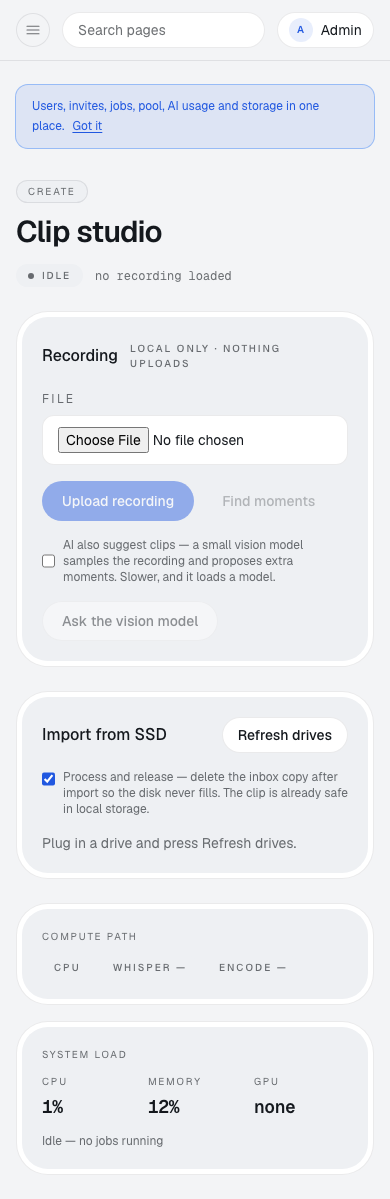 Search pages
A Admin
Users, invites, jobs, pool, AI usage and storage in one
place. Got it
CREATE
Clip studio
IDLE no recording loaded
Recording LOCAL ONLY · NOTHING
UPLOADS
FILE
Choose File No file chosen
Upload recording Find moments
AI also suggest clips — a small vision model
samples the recording and proposes extra
moments. Slower, and it loads a model.
Ask the vision model
Import from SSD Refresh drives
Process and release — delete the inbox copy after
import so the disk never fills. The clip is already safe
in local storage.
Plug in a drive and press Refresh drives.
COMPUTE PATH
CPU WHISPER — ENCODE —
SYSTEM LOAD
CPU MEMORY GPU
1% 12% none
Idle — no jobs running